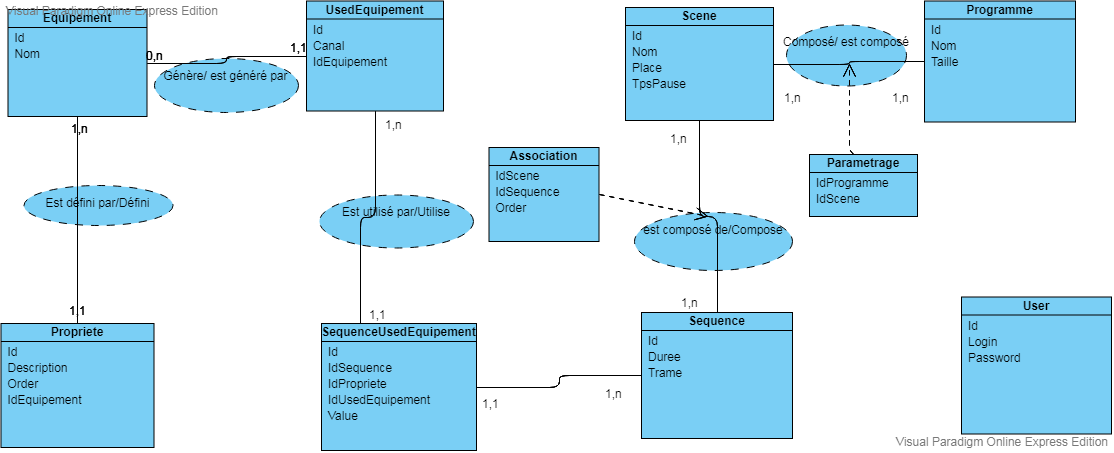 Visual Paradigm Online Express Edition
Equipement
Id
Nom
0,n
1,1
Génère/ est généré par
UsedEquipement
Id
Canal
IdEquipement
Scene
Id
Nom
Place
TpsPause
Composé/ est composé
1,n
1,n
Programme
Id
Nom
Taille
1,n
1,n
1,n
Association
IdScene
IdSequence
Order
Parametrage
IdProgramme
IdScene
Est défini par/Défini
Est utilisé par/Utilise
est composé de/Compose
1,1
1,1
1,n
Propriete
Id
Description
Order
IdEquipement
SequenceUsedEquipement
Id
IdSequence
IdPropriete
IdUsedEquipement
Value
1,1
1,n
Sequence
Id
Duree
Trame
User
Id
Login
Password
Visual Paradigm Online Express Edition